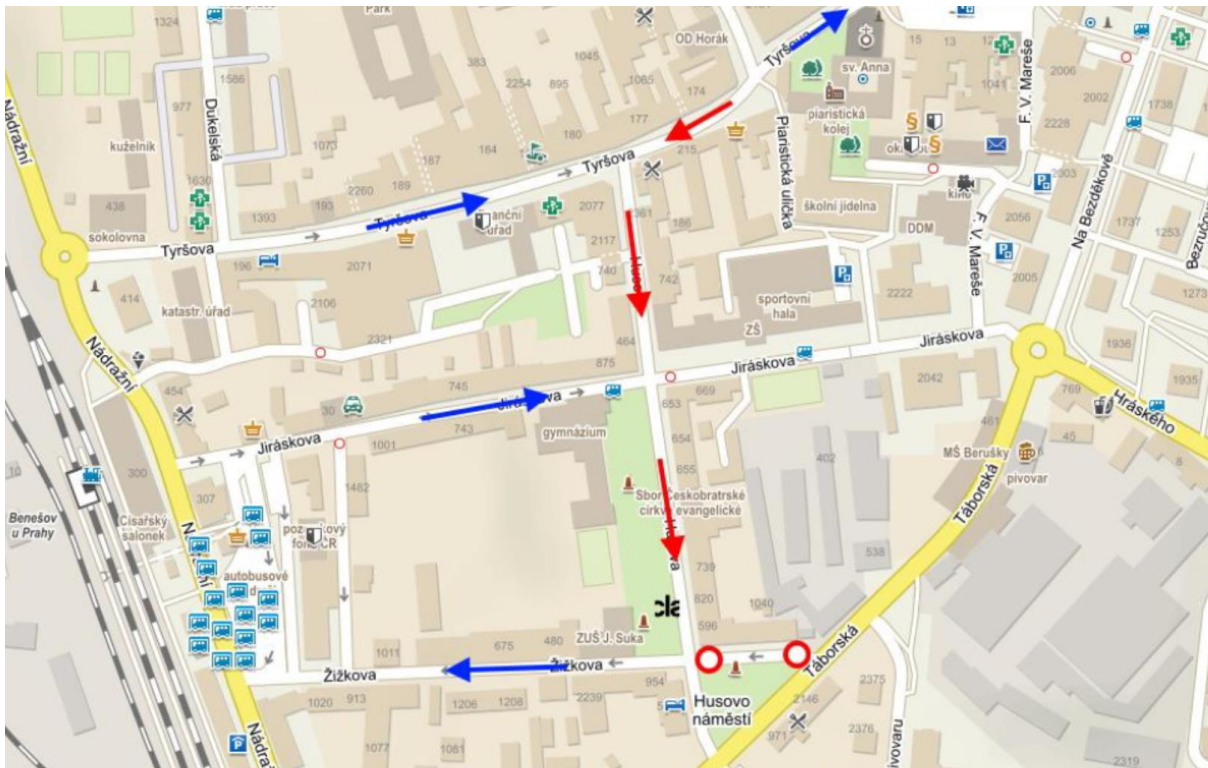 1324
Park
OD Horák
Tyršova
15
13
sv. Anna
2006
383
1045
1586
2254
895
1065
174
1041
2002
1738
Nádražní
977
Dukelská
177
piaristická
kolej
F. V. Mareše
2228
kuželník
1073
180
184
187
215
Piaristická ulička
Tyršova
Na Bezděkově
189
2260
193
2003
1630
kino
438
1393
Tyršova
2077
186
školní jídelna
2056
1737
sokolovna
DDM
F. V. Mareše
1253
Tyršova
2117
196
2071
740
742
2005
414
2106
sportovní
hala
2222
1273
katastr. úřad
ZŠ
2321
464
Jiráskova
1936
Nádražní
875
Jiráskova
454
745
669
2042
769
1935
30
653
Hráského
Jiráskova
743
gymnázium
461
45
1001
654
MŠ Berušky
10
300
402
8
655
pivovar
1482
Sbor Českobratrské
církve evangelické
307
Táborská
Benešov
u Prahy
Císařský
salonek
538
autobusové
739
820
1040
ZUŠ J. Suka
596
675
480
1011
Žižkova
Táborská
Žižkova
954
2375
1020
913
1206
1208
2239
Husovo
náměstí
2146
2376
971
1077
1081
2319